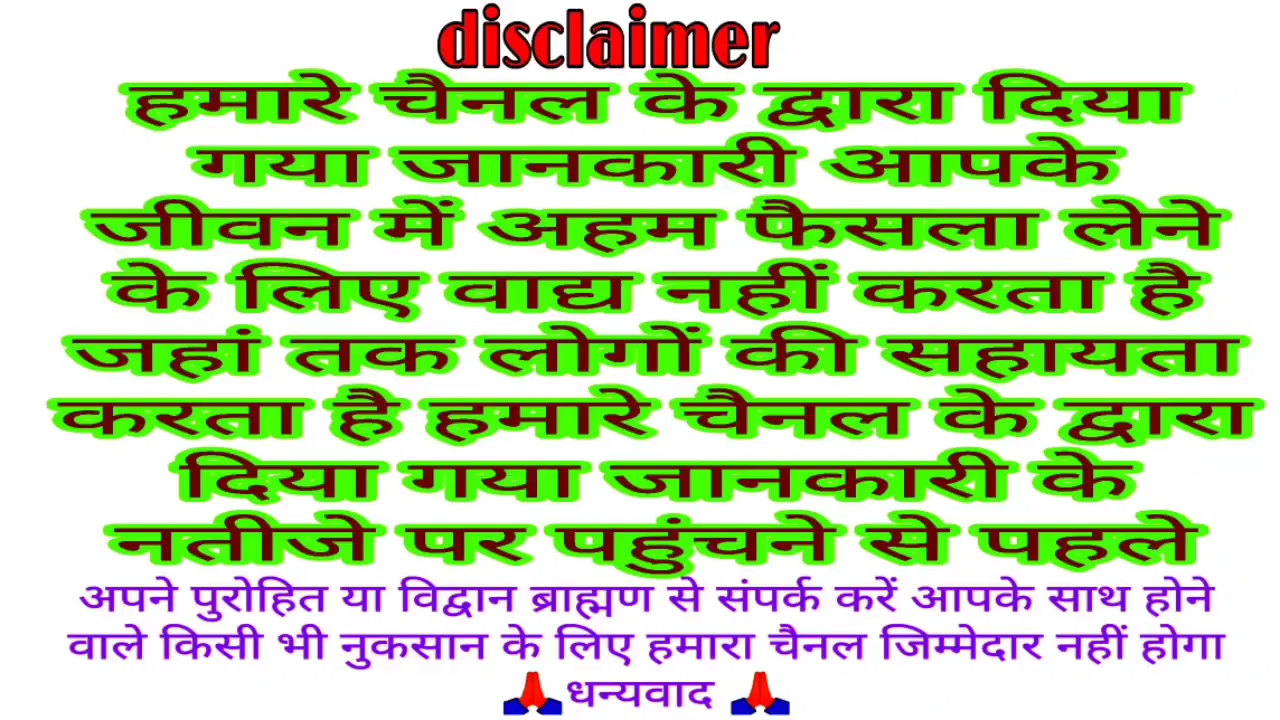 disclaimer
हमारे चैनल के द्वारा दिया
गया जानकारी आपके
जीवन में अहम फैसला लेने
के लिए वाद्य नहीं करता है
जहां तक लोगों की सहायता
करता है हमारे चैनल के द्वारा
दिया गया जानकारी के
नतीजे पर पहुंचने से पहले
अपने पुरोहित या विद्वान ब्राह्मण से संपर्क करें आपके साथ होने
वाले किसी भी नुकसान के लिए हमारा चैनल जिम्मेदार नहीं होगा
🙏धन्यवाद 🙏